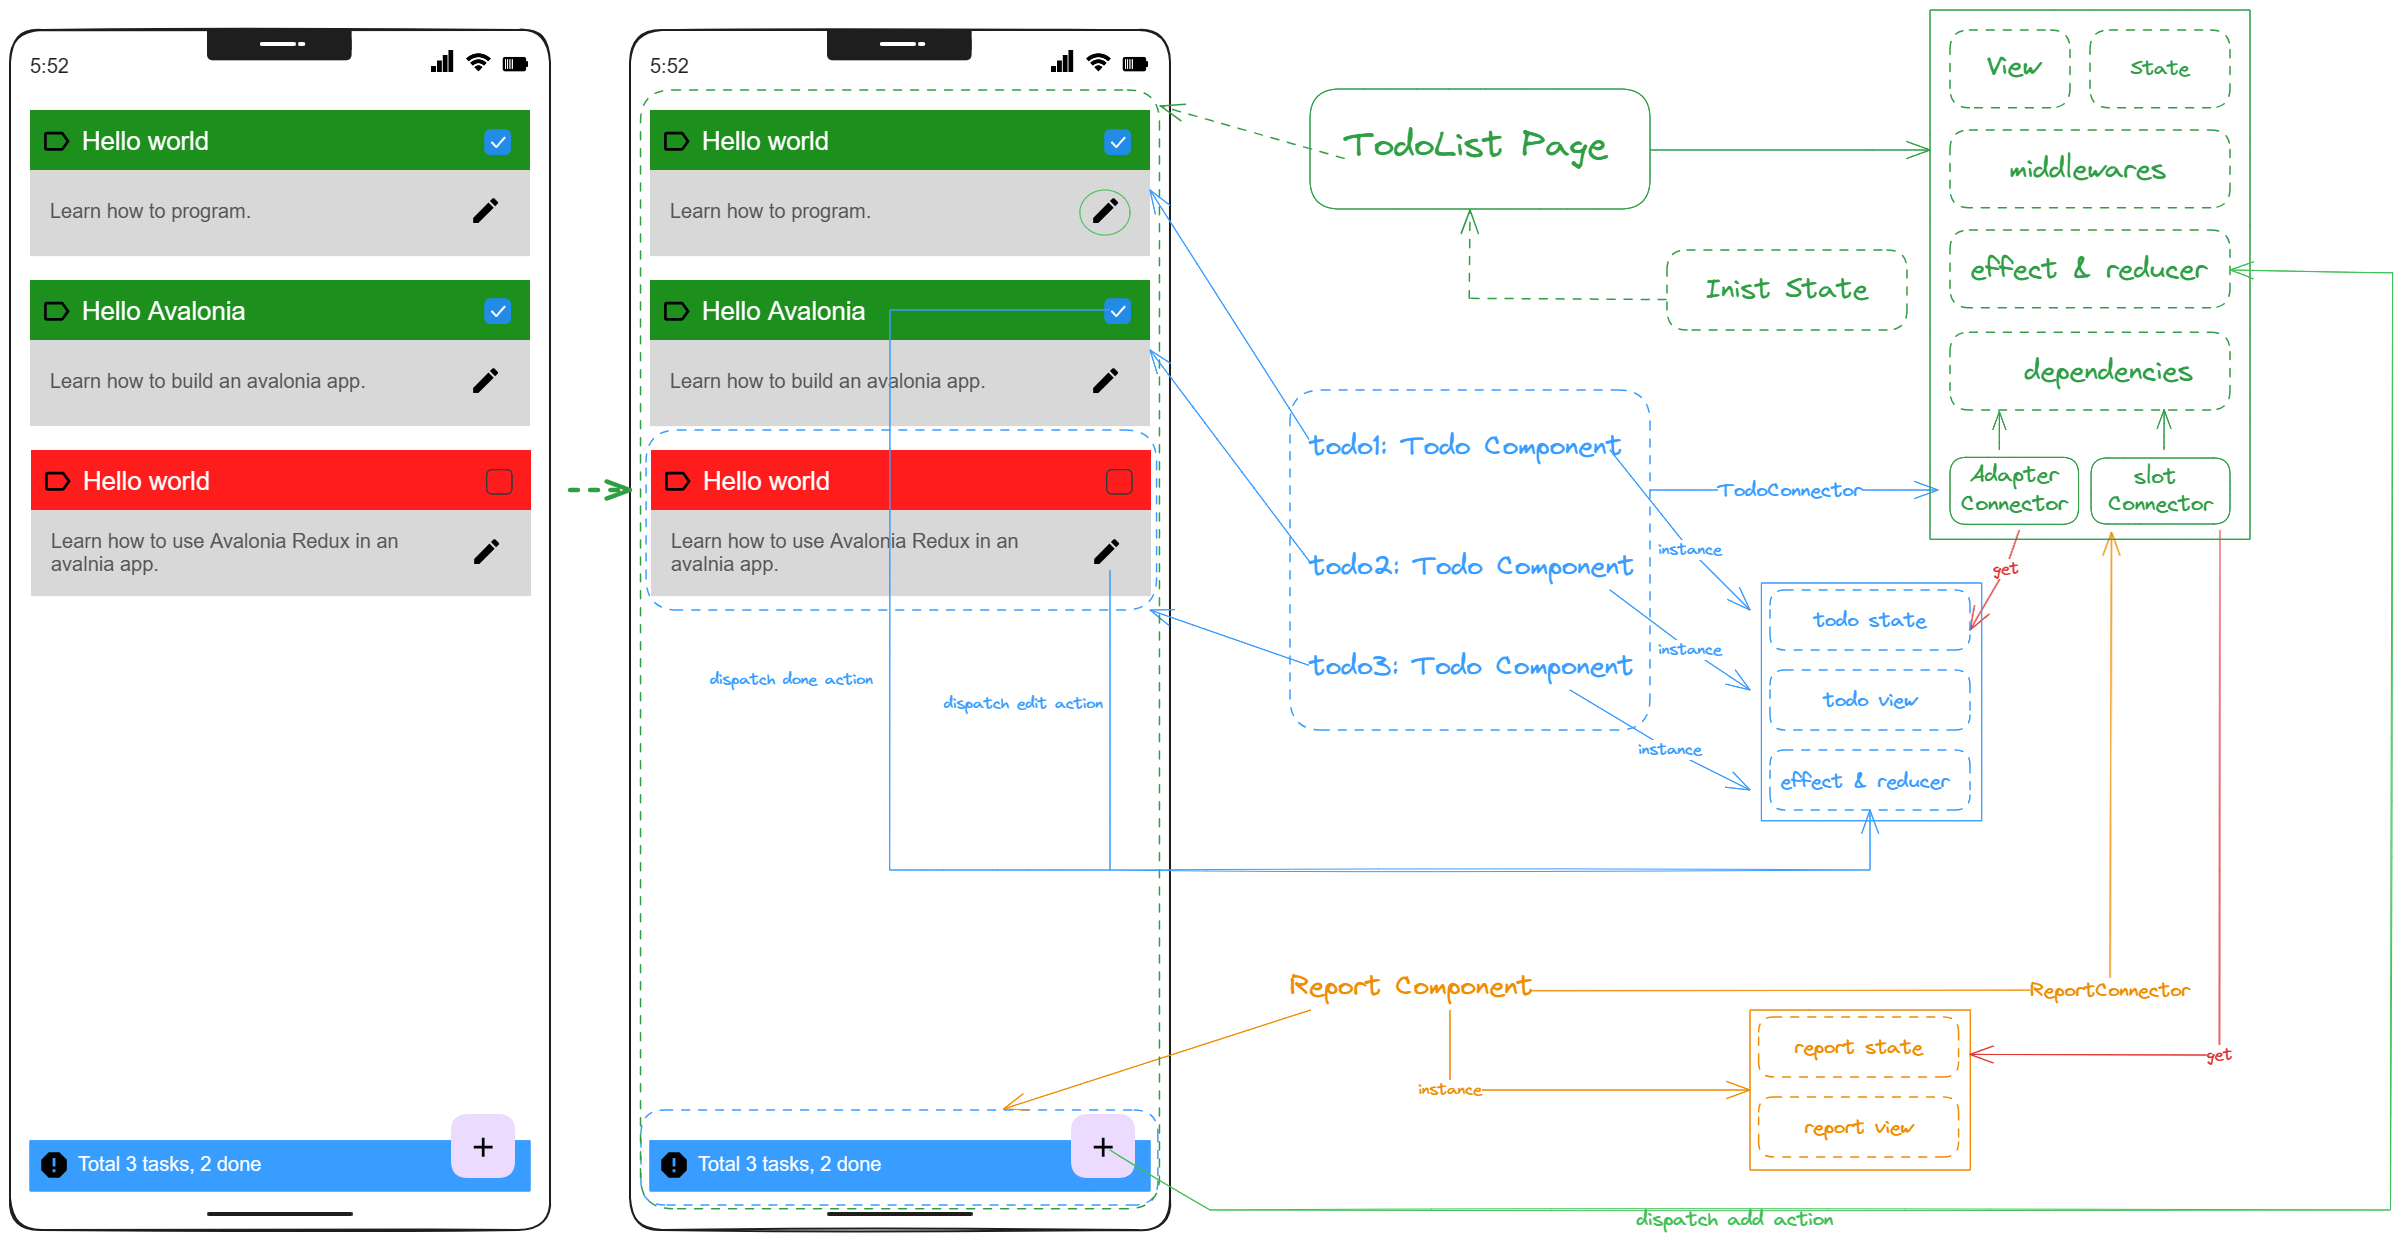 5:52
Hello world
Learn how to program.
Hello Avalonia
Learn how to build an avalonia app.
Hello world
Learn how to use Avalonia Redux in an
avalnia app.
Total 3 tasks, 2 done
+
5:52
Hello world
Learn how to program.
Hello Avalonia
Learn how to build an avalonia app.
Hello world
Learn how to use Avalonia Redux in an
avalnia app.
dispatch done action
dispatch edit action
Total 3 tasks, 2 done
+
TodoList Page
Inist State
View
State
middlewares
effect & reducer
dependencies
Adapter
Connector
slot
Connector
todo1: Todo Component
todo2: Todo Component
todo3: Todo Component
TodoConnector
instance
instance
instance
get
todo state
todo view
effect & reducer
Report Component
ReportConnector
instance
get
report state
report view
dispatch add action